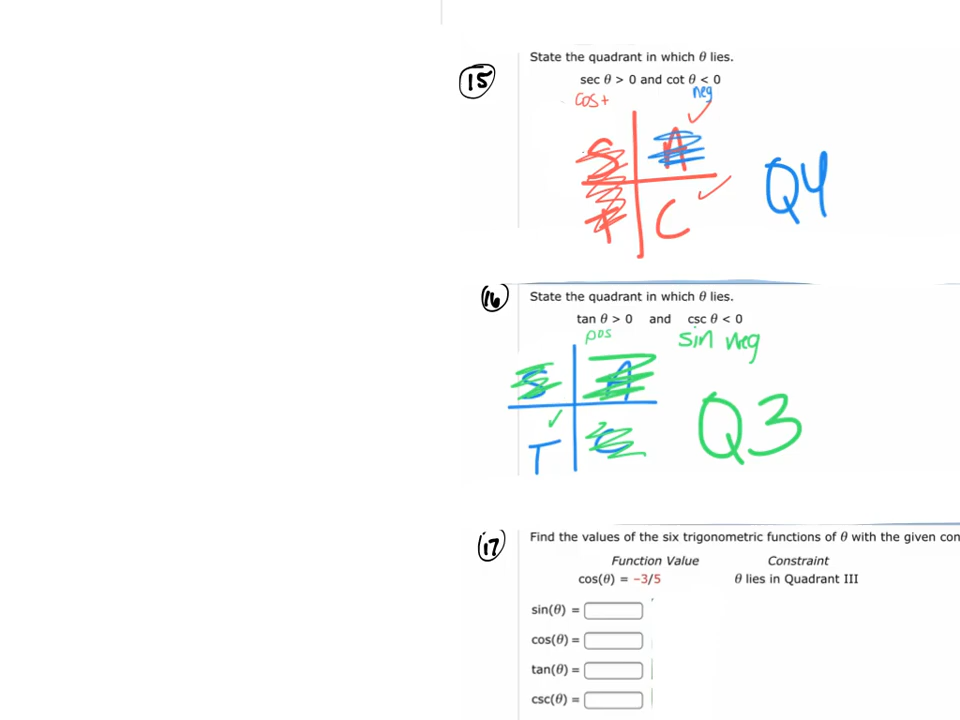 15
State the quadrant in which θ lies.
sec θ > 0 and cot θ < 0
cos + neg
S A
T C
Q4
16
State the quadrant in which θ lies.
tan θ > 0 and csc θ < 0
pos sin neg
S A
T C
Q3
17
Find the values of the six trigonometric functions of θ with the given con
Function Value Constraint
cos(θ) = −3/5 θ lies in Quadrant III
sin(θ) =
cos(θ) =
tan(θ) =
csc(θ) =